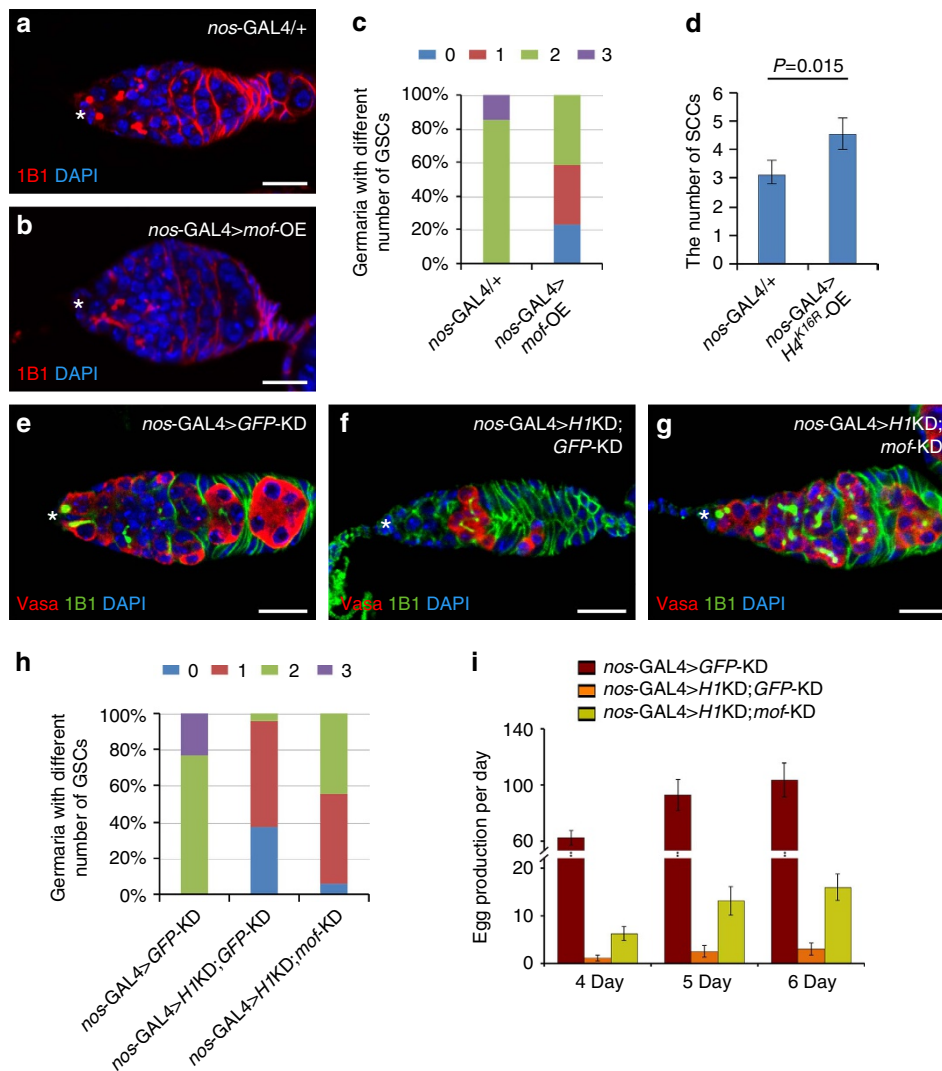 a
nos-GAL4/+
*
1B1 DAPI
b
nos-GAL4>mof-OE
*
1B1 DAPI
c
0 1 2 3
Germaria with different
number of GSCs
100%
80%
60%
40%
20%
0%
nos-GAL4/+
nos-GAL4>
mof-OE
d
P=0.015
The number of SCCs
6
5
4
3
2
1
0
nos-GAL4/+
nos-GAL4>
H4K16R-OE
e
nos-GAL4>GFP-KD
*
Vasa 1B1 DAPI
f
nos-GAL4>H1KD;
GFP-KD
*
Vasa 1B1 DAPI
g
nos-GAL4>H1KD;
mof-KD
*
Vasa 1B1 DAPI
h
0 1 2 3
Germaria with different
number of GSCs
100%
80%
60%
40%
20%
0%
nos-GAL4>GFP-KD
nos-GAL4>H1KD;GFP-KD
nos-GAL4>H1KD;mof-KD
i
nos-GAL4>GFP-KD
nos-GAL4>H1KD;GFP-KD
nos-GAL4>H1KD;mof-KD
Egg production per day
140
100
60
20
10
0
4 Day
5 Day
6 Day